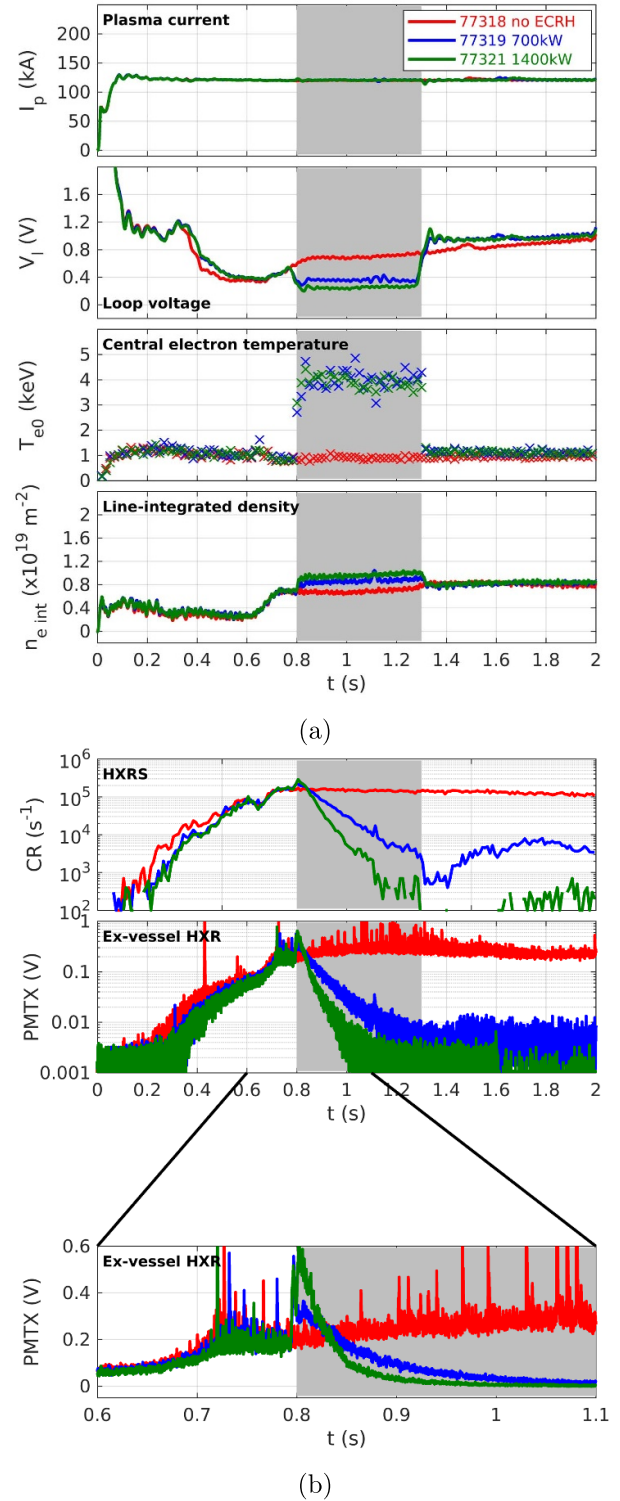 Plasma current
77318 no ECRH
77319 700kW
77321 1400kW
I_p (kA)
200
150
100
50
0
V_l (V)
1.6
1.2
0.8
0.4
0
Loop voltage
Central electron temperature
T_e0 (keV)
5
4
3
2
1
0
Line-integrated density
n_e int (x10^19 m^-2)
2
1.6
1.2
0.8
0.4
0
0 0.2 0.4 0.6 0.8 1 1.2 1.4 1.6 1.8 2
t (s)
(a)
HXRS
CR (s^-1)
10^6
10^5
10^4
10^3
10^2
Ex-vessel HXR
PMTX (V)
1
0.1
0.01
0.001
0 0.2 0.4 0.6 0.8 1 1.2 1.4 1.6 1.8 2
t (s)
Ex-vessel HXR
PMTX (V)
0.6
0.4
0.2
0
0.6 0.7 0.8 0.9 1 1.1
t (s)
(b)